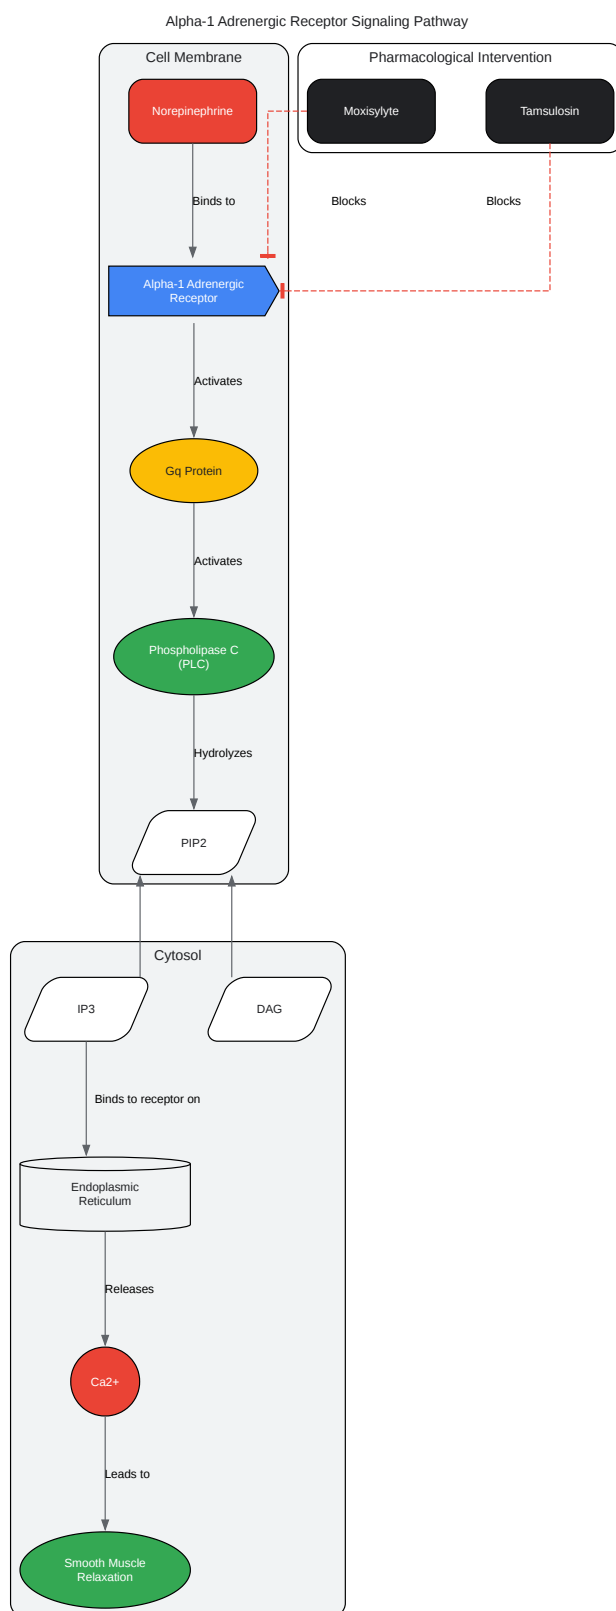 Alpha-1 Adrenergic Receptor Signaling Pathway
Cell Membrane
Pharmacological Intervention
Norepinephrine
Moxisylyte
Tamsulosin
Binds to
Blocks
Blocks
Alpha-1 Adrenergic
Receptor
Activates
Gq Protein
Activates
Phospholipase C
(PLC)
Hydrolyzes
PIP2
Cytosol
IP3
DAG
Binds to receptor on
Endoplasmic
Reticulum
Releases
Ca2+
Leads to
Smooth Muscle
Relaxation